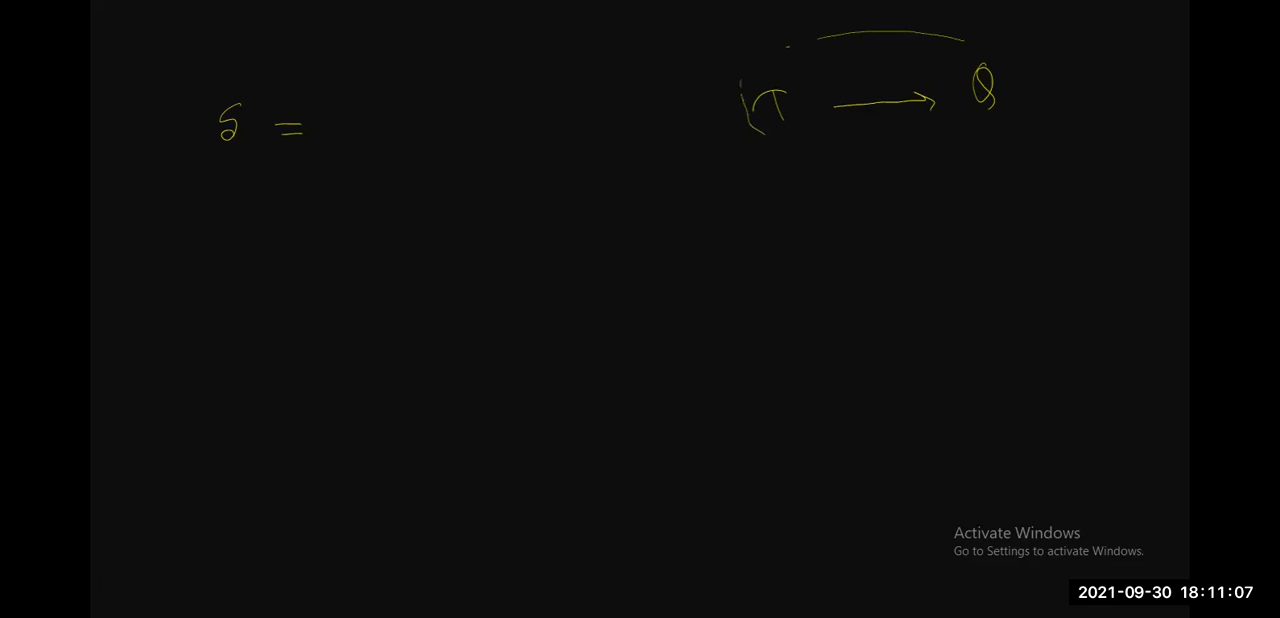 δ =
→ Q
Activate Windows
Go to Settings to activate Windows.
2021-09-30 18:11:07